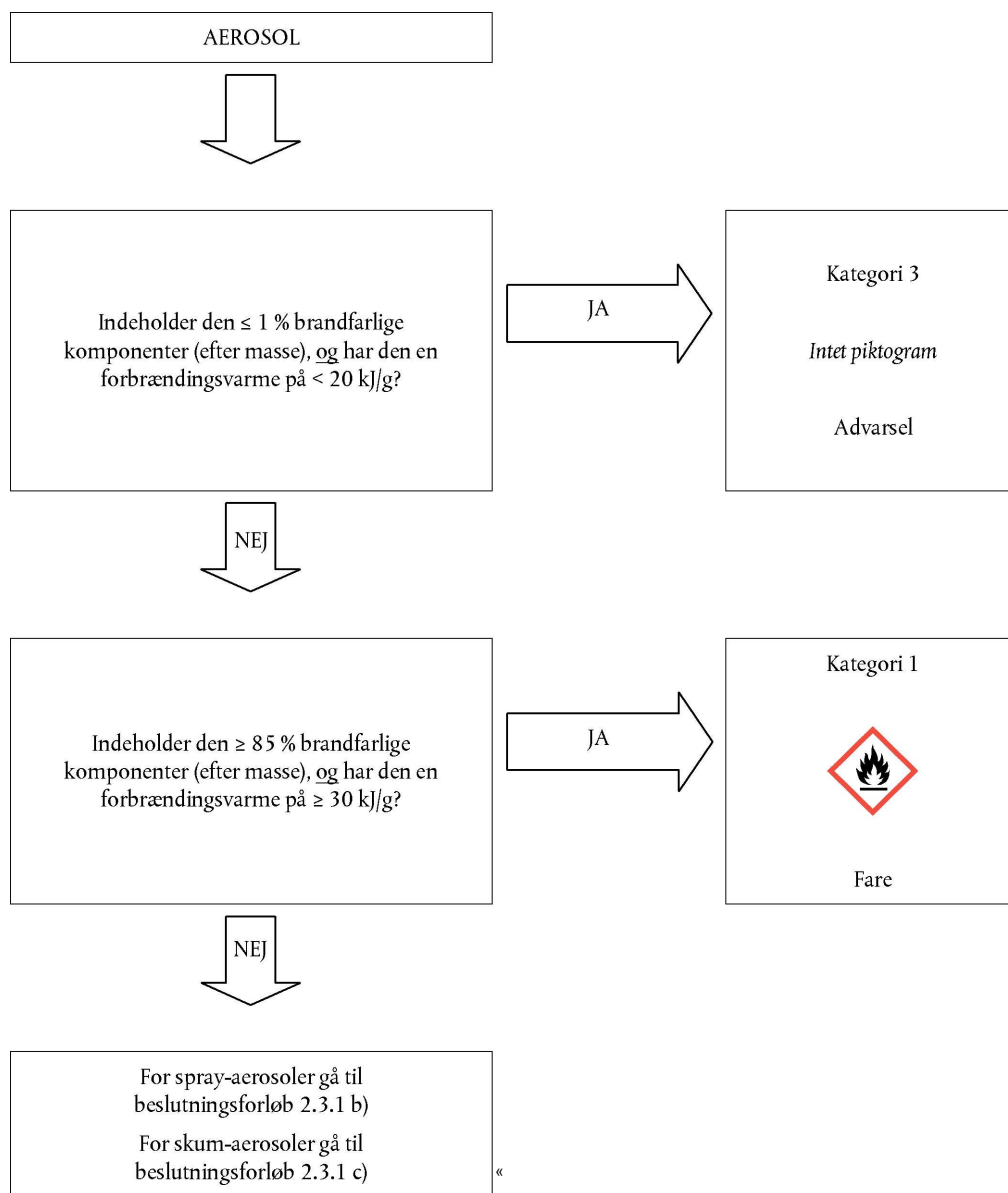 AEROSOL
Indeholder den ≤ 1 % brandfarlige
komponenter (efter masse), og har den en
forbrændingsvarme på < 20 kJ/g?
JA
Kategori 3
Intet piktogram
Advarsel
NEJ
Indeholder den ≥ 85 % brandfarlige
komponenter (efter masse), og har den en
forbrændingsvarme på ≥ 30 kJ/g?
JA
Kategori 1
Fare
NEJ
For spray-aerosoler gå til
beslutningsforløb 2.3.1 b)
For skum-aerosoler gå til
beslutningsforløb 2.3.1 c)
«